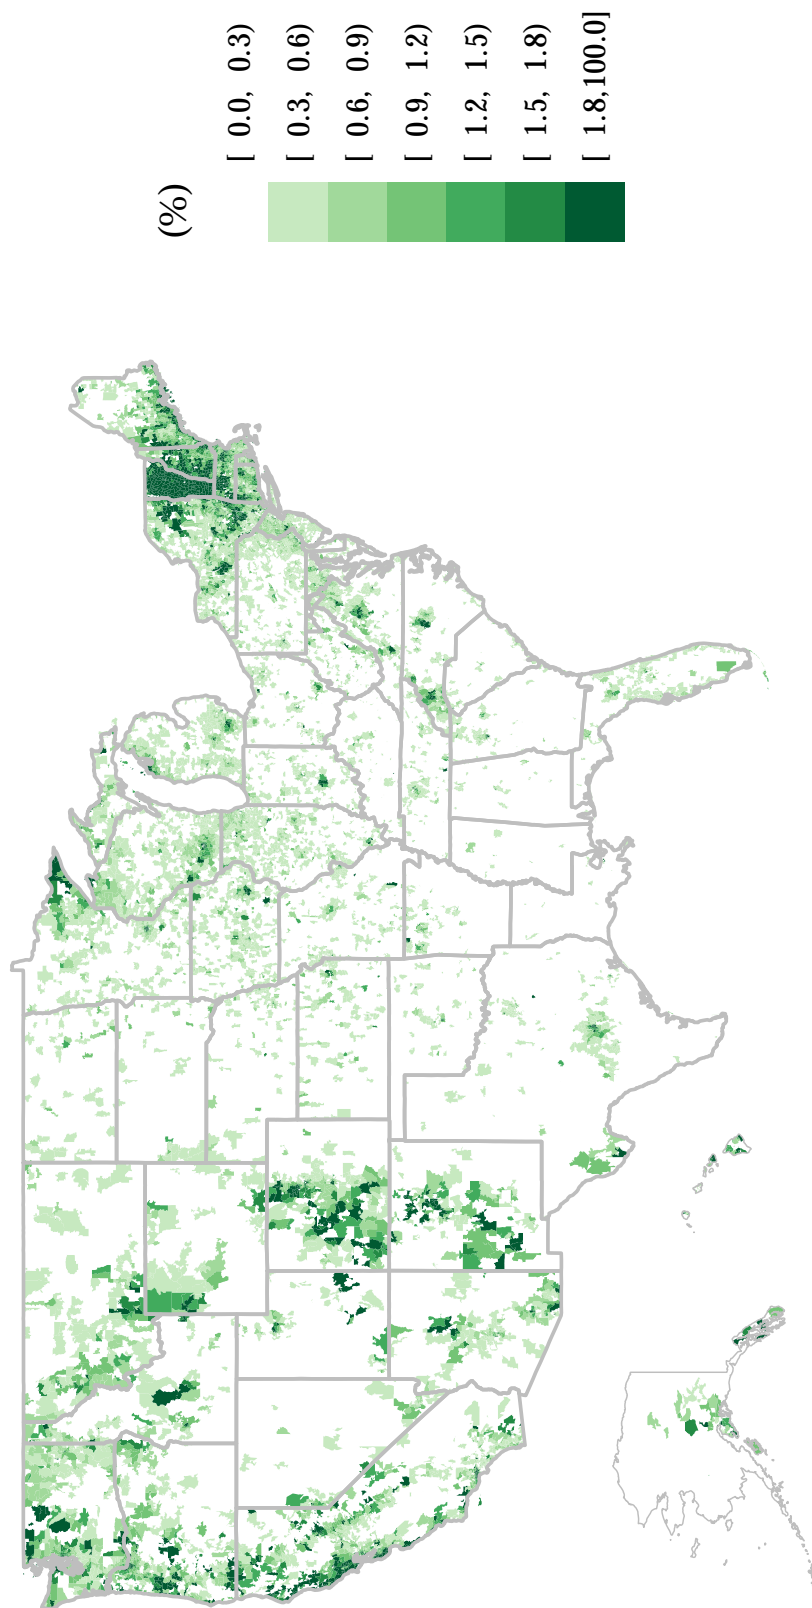 (%)
[ 0.0, 0.3)
[ 0.3, 0.6)
[ 0.6, 0.9)
[ 0.9, 1.2)
[ 1.2, 1.5)
[ 1.5, 1.8)
[ 1.8,100.0]